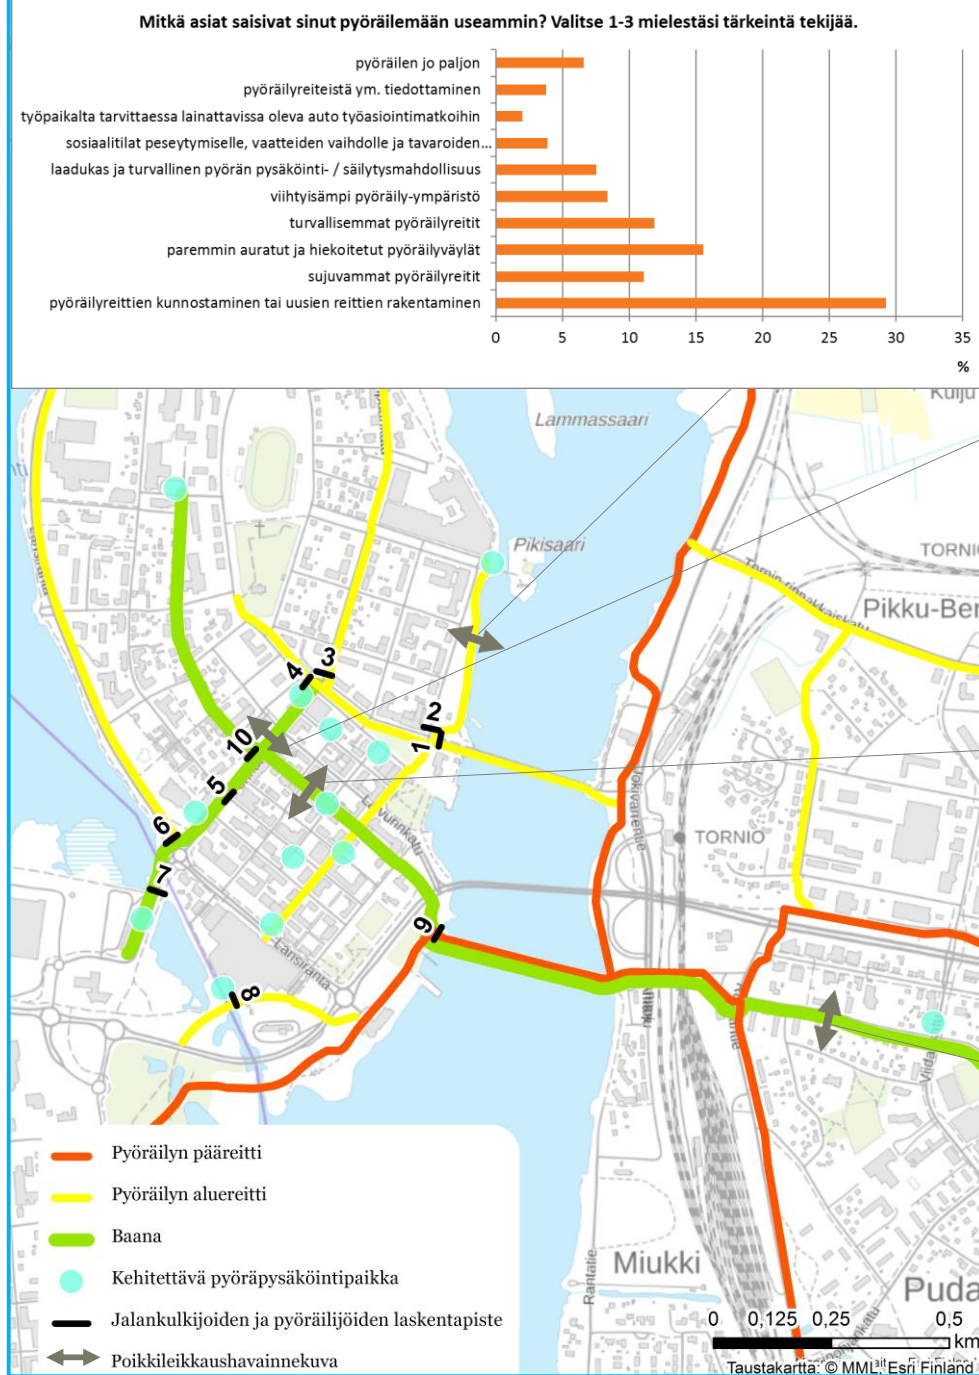 Mitkä asiat saisivat sinut pyöräilemään useammin? Valitse 1-3 mielestäsi tärkeintä tekijää.
pyöräilen jo paljon
pyöräilyreiteistä ym. tiedottaminen
työpaikalta tarvittaessa lainattavissa oleva auto työasiointimatkoihin
sosiaalitilat peseytymiselle, vaatteiden vaihdolle ja tavaroiden...
laadukas ja turvallinen pyörän pysäköinti- / säilytysmahdollisuus
viihtyisämpi pyöräily-ympäristö
turvallisemmat pyöräilyreitit
paremmin auratut ja hiekoitetut pyöräilyväylät
sujuvammat pyöräilyreitit
pyöräilyreittien kunnostaminen tai uusien reittien rakentaminen
0 5 10 15 20 25 30 35
%
Kuiju
Lammassaari
Pikisaari
TORNIO
Pikku-Ber
Länsiranta
3
4
2
1
10
5
6
7
9
8
TORNIO
Jokivarrentie
Länsiranta
Miukki
Rantatie
Puda
Pyöräilyn pääreitti
Pyöräilyn aluereitti
Baana
Kehitettävä pyöräpysäköintipaikka
Jalankulkijoiden ja pyöräilijöiden laskentapiste
Poikkileikkaushavainnekuva
0 0,125 0,25 0,5
km
Taustakartta: © MML, Esri Finland